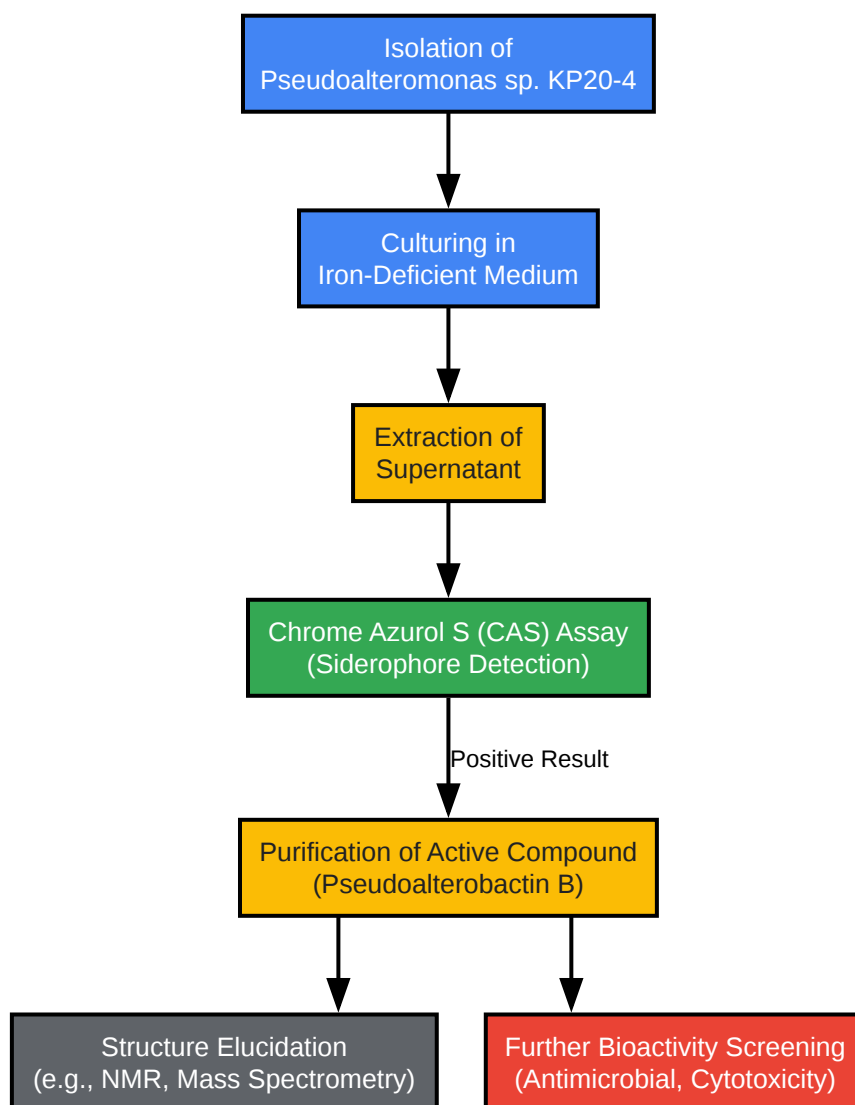 Isolation of
Pseudoalteromonas sp. KP20-4
Culturing in
Iron-Deficient Medium
Extraction of
Supernatant
Chrome Azurol S (CAS) Assay
(Siderophore Detection)
Positive Result
Purification of Active Compound
(Pseudoalterobactin B)
Structure Elucidation
(e.g., NMR, Mass Spectrometry)
Further Bioactivity Screening
(Antimicrobial, Cytotoxicity)